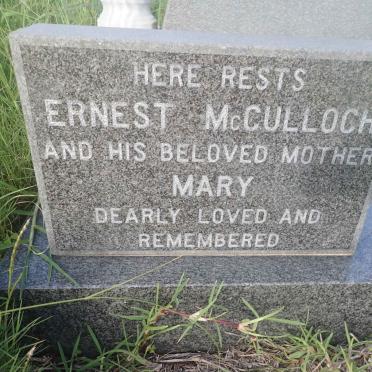 HERE RESTS
ERNEST McCULLOCH
AND HIS BELOVED MOTHER
MARY
DEARLY LOVED AND
REMEMBERED